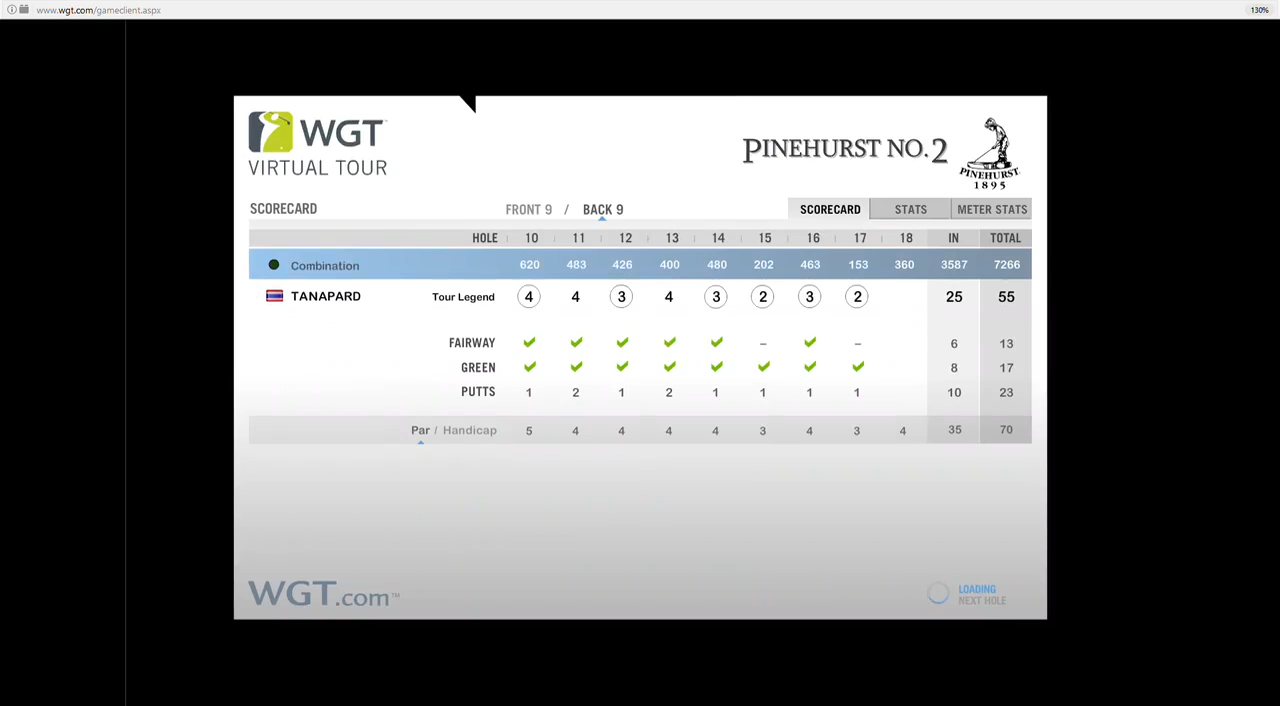 www.wgt.com/gameclient.aspx 130%
WGT
VIRTUAL TOUR
PINEHURST NO. 2
PINEHURST
1895
SCORECARD FRONT 9 / BACK 9 SCORECARD STATS METER STATS
HOLE 10 11 12 13 14 15 16 17 18 IN TOTAL
Combination 620 483 426 400 480 202 463 153 360 3587 7266
TANAPARD Tour Legend 4 4 3 4 3 2 3 2 25 55
FAIRWAY – – 6 13
GREEN 8 17
PUTTS 1 2 1 2 1 1 1 1 10 23
Par / Handicap 5 4 4 4 4 3 4 3 4 35 70
WGT.com™
LOADING
NEXT HOLE